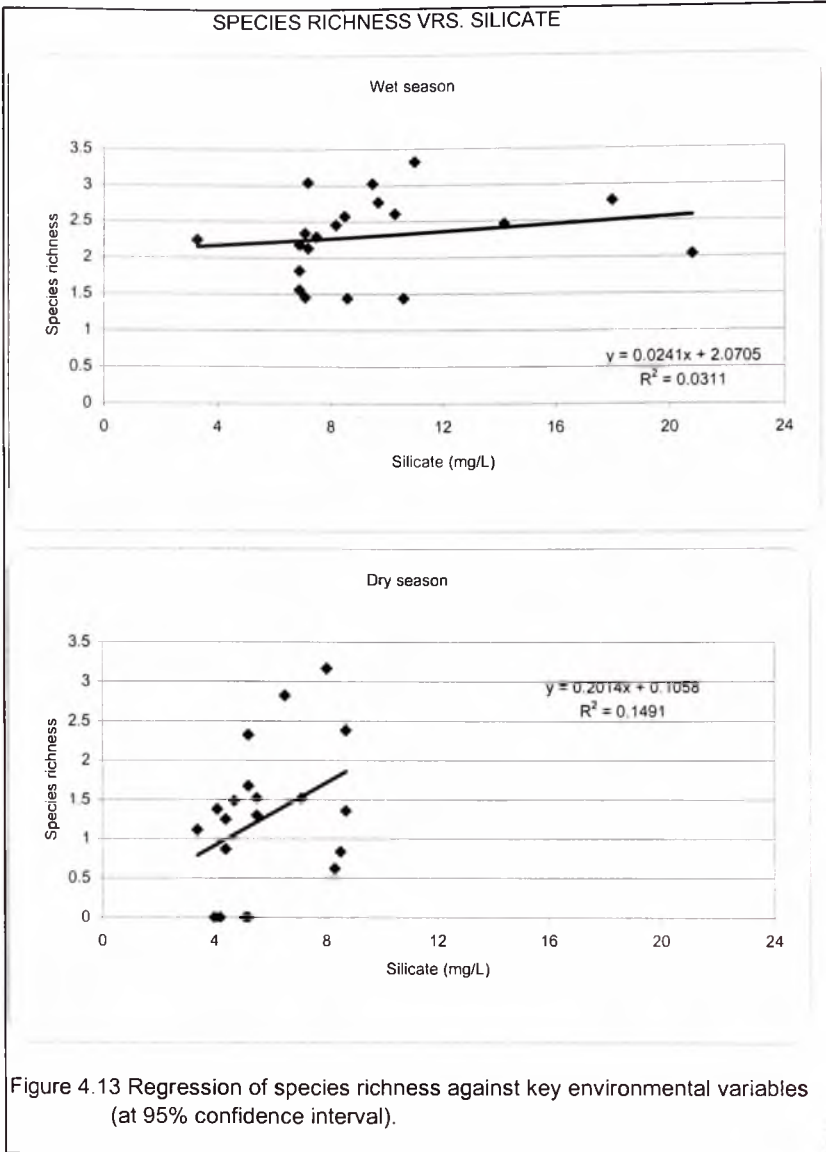 SPECIES RICHNESS VRS. SILICATE
Wet season
3.5
3
2.5
2
1.5
1
0.5
0
Species richness
y = 0.0241x + 2.0705
R² = 0.0311
0 4 8 12 16 20 24
Silicate (mg/L)
Dry season
3.5
3
2.5
2
1.5
1
0.5
0
Species richness
y = 0.2014x + 0.1058
R² = 0.1491
0 4 8 12 16 20 24
Silicate (mg/L)
Figure 4.13 Regression of species richness against key environmental variables
(at 95% confidence interval).